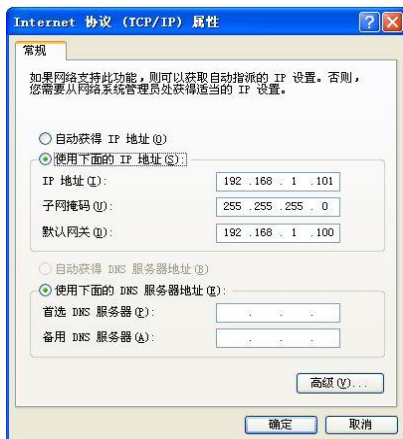 Internet 协议 (TCP/IP) 属性
常规
如果网络支持此功能，则可以获取自动指派的 IP 设置。否则，
您需要从网络系统管理员处获得适当的 IP 设置。
自动获得 IP 地址(O)
使用下面的 IP 地址(S):
IP 地址(I): 192 .168 . 1 .101
子网掩码(U): 255 .255 .255 . 0
默认网关(D): 192 .168 . 1 .100
自动获得 DNS 服务器地址(B)
使用下面的 DNS 服务器地址(E):
首选 DNS 服务器(P): . . .
备用 DNS 服务器(A): . . .
高级(V)...
确定 取消